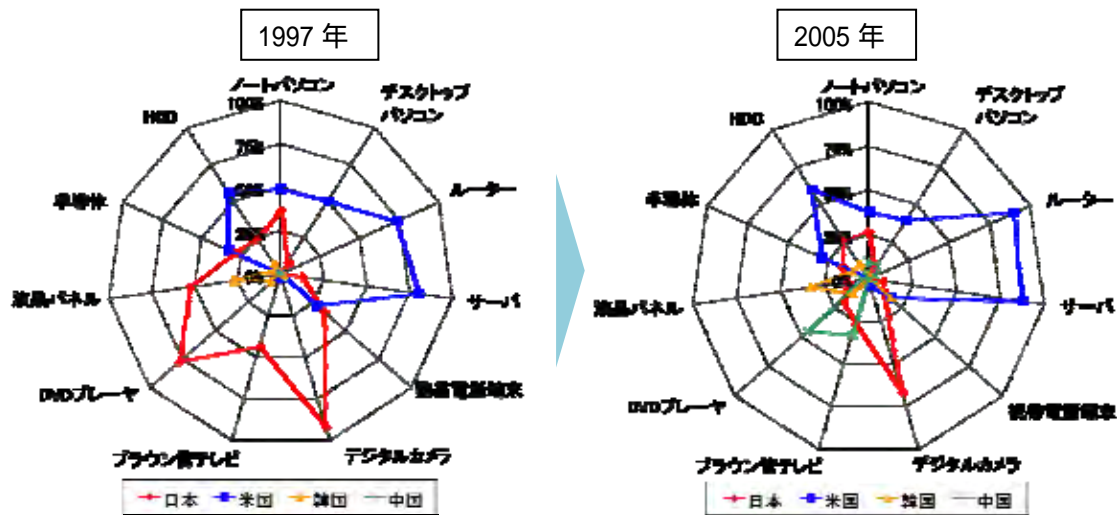 1997 年
ノートパソコン
デスクトップ
パソコン
ルーター
サーバ
携帯電話端末
デジタルカメラ
ブラウン管テレビ
DVDプレーヤ
液晶パネル
半導体
HDD
100%
75%
50%
25%
0%
日本 米国 韓国 中国
2005 年
ノートパソコン
デスクトップ
パソコン
ルーター
サーバ
携帯電話端末
デジタルカメラ
ブラウン管テレビ
DVDプレーヤ
液晶パネル
半導体
HDD
100%
75%
50%
25%
0%
日本 米国 韓国 中国